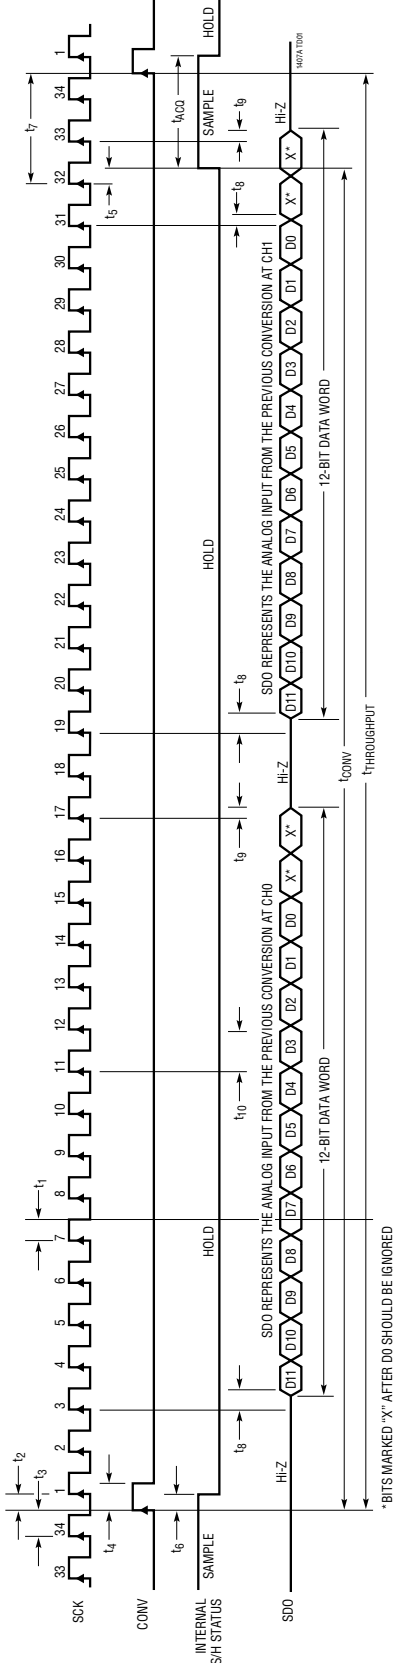 t2
t3
t1
t7
33 34 1 2 3 4 5 6 7 8 9 10 11 12 13 14 15 16 17 18 19 20 21 22 23 24 25 26 27 28 29 30 31 32 33 34 1
SCK
t4
t5
CONV
t6
tACQ
INTERNAL
S/H STATUS
SAMPLE HOLD HOLD SAMPLE HOLD
t8 t10 t9 t8 t8 t9
SDO REPRESENTS THE ANALOG INPUT FROM THE PREVIOUS CONVERSION AT CH0
SDO REPRESENTS THE ANALOG INPUT FROM THE PREVIOUS CONVERSION AT CH1
SDO
Hi-Z D11 D10 D9 D8 D7 D6 D5 D4 D3 D2 D1 D0 X* X* Hi-Z D11 D10 D9 D8 D7 D6 D5 D4 D3 D2 D1 D0 X* X* Hi-Z
1407A TD01
12-BIT DATA WORD
12-BIT DATA WORD
tCONV
tTHROUGHPUT
*BITS MARKED "X" AFTER D0 SHOULD BE IGNORED